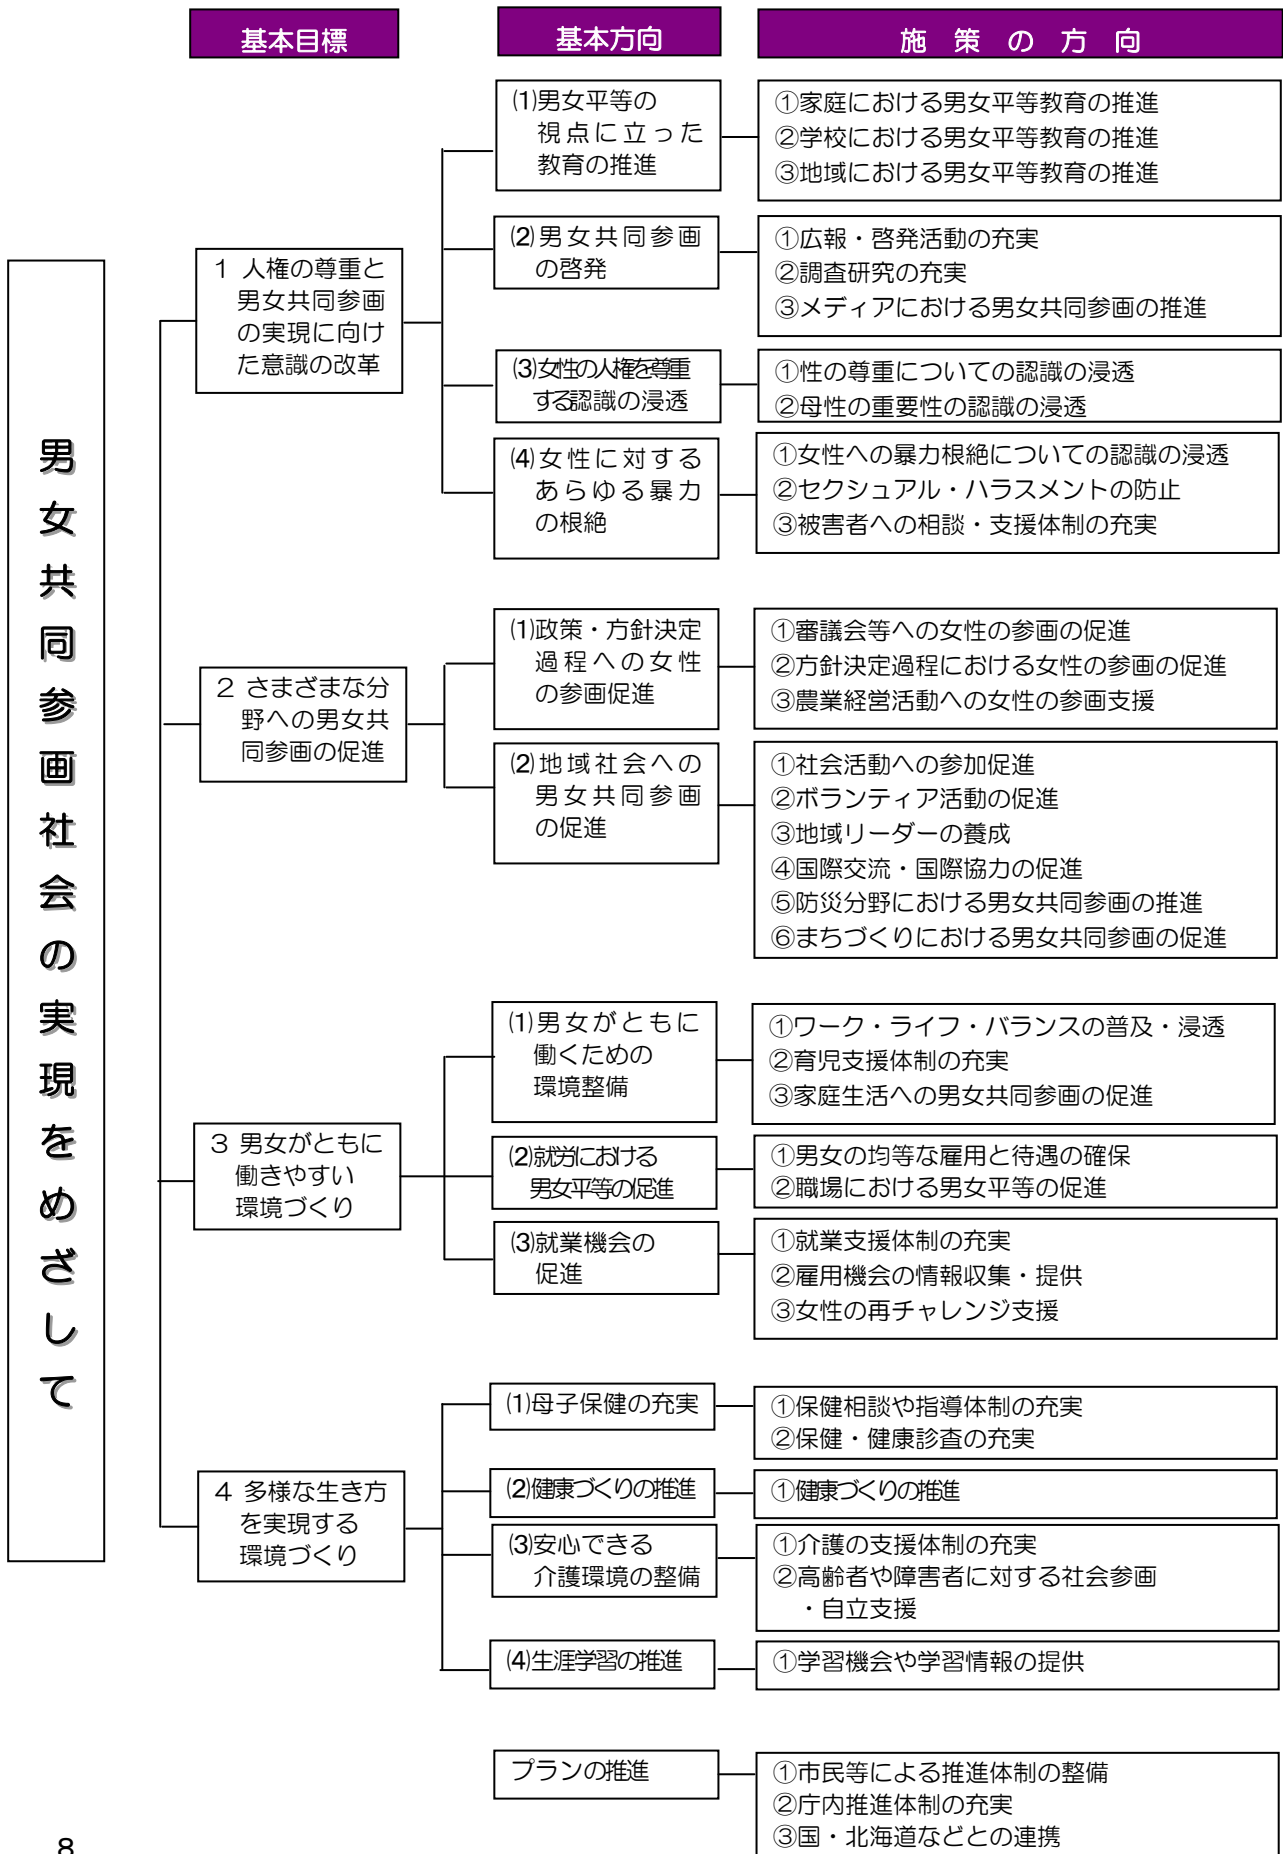 基本目標
基本方向
施策の方向
男女共同参画社会の実現をめざして
1 人権の尊重と
男女共同参画
の実現に向け
た意識の改革
(1)男女平等の
視点に立った
教育の推進
①家庭における男女平等教育の推進
②学校における男女平等教育の推進
③地域における男女平等教育の推進
(2)男女共同参画
の啓発
①広報・啓発活動の充実
②調査研究の充実
③メディアにおける男女共同参画の推進
(3)女性の人権を尊重
する認識の浸透
①性の尊重についての認識の浸透
②母性の重要性の認識の浸透
(4)女性に対する
あらゆる暴力
の根絶
①女性への暴力根絶についての認識の浸透
②セクシュアル・ハラスメントの防止
③被害者への相談・支援体制の充実
2 さまざまな分
野への男女共
同参画の促進
(1)政策・方針決定
過程への女性
の参画促進
①審議会等への女性の参画の促進
②方針決定過程における女性の参画の促進
③農業経営活動への女性の参画支援
(2)地域社会への
男女共同参画
の促進
①社会活動への参加促進
②ボランティア活動の促進
③地域リーダーの養成
④国際交流・国際協力の促進
⑤防災分野における男女共同参画の推進
⑥まちづくりにおける男女共同参画の促進
3 男女がともに
働きやすい
環境づくり
(1)男女がともに
働くための
環境整備
①ワーク・ライフ・バランスの普及・浸透
②育児支援体制の充実
③家庭生活への男女共同参画の促進
(2)就労における
男女平等の促進
①男女の均等な雇用と待遇の確保
②職場における男女平等の促進
(3)就業機会の
促進
①就業支援体制の充実
②雇用機会の情報収集・提供
③女性の再チャレンジ支援
4 多様な生き方
を実現する
環境づくり
(1)母子保健の充実
①保健相談や指導体制の充実
②保健・健康診査の充実
(2)健康づくりの推進
①健康づくりの推進
(3)安心できる
介護環境の整備
①介護の支援体制の充実
②高齢者や障害者に対する社会参画
・自立支援
(4)生涯学習の推進
①学習機会や学習情報の提供
プランの推進
①市民等による推進体制の整備
②庁内推進体制の充実
③国・北海道などとの連携
8